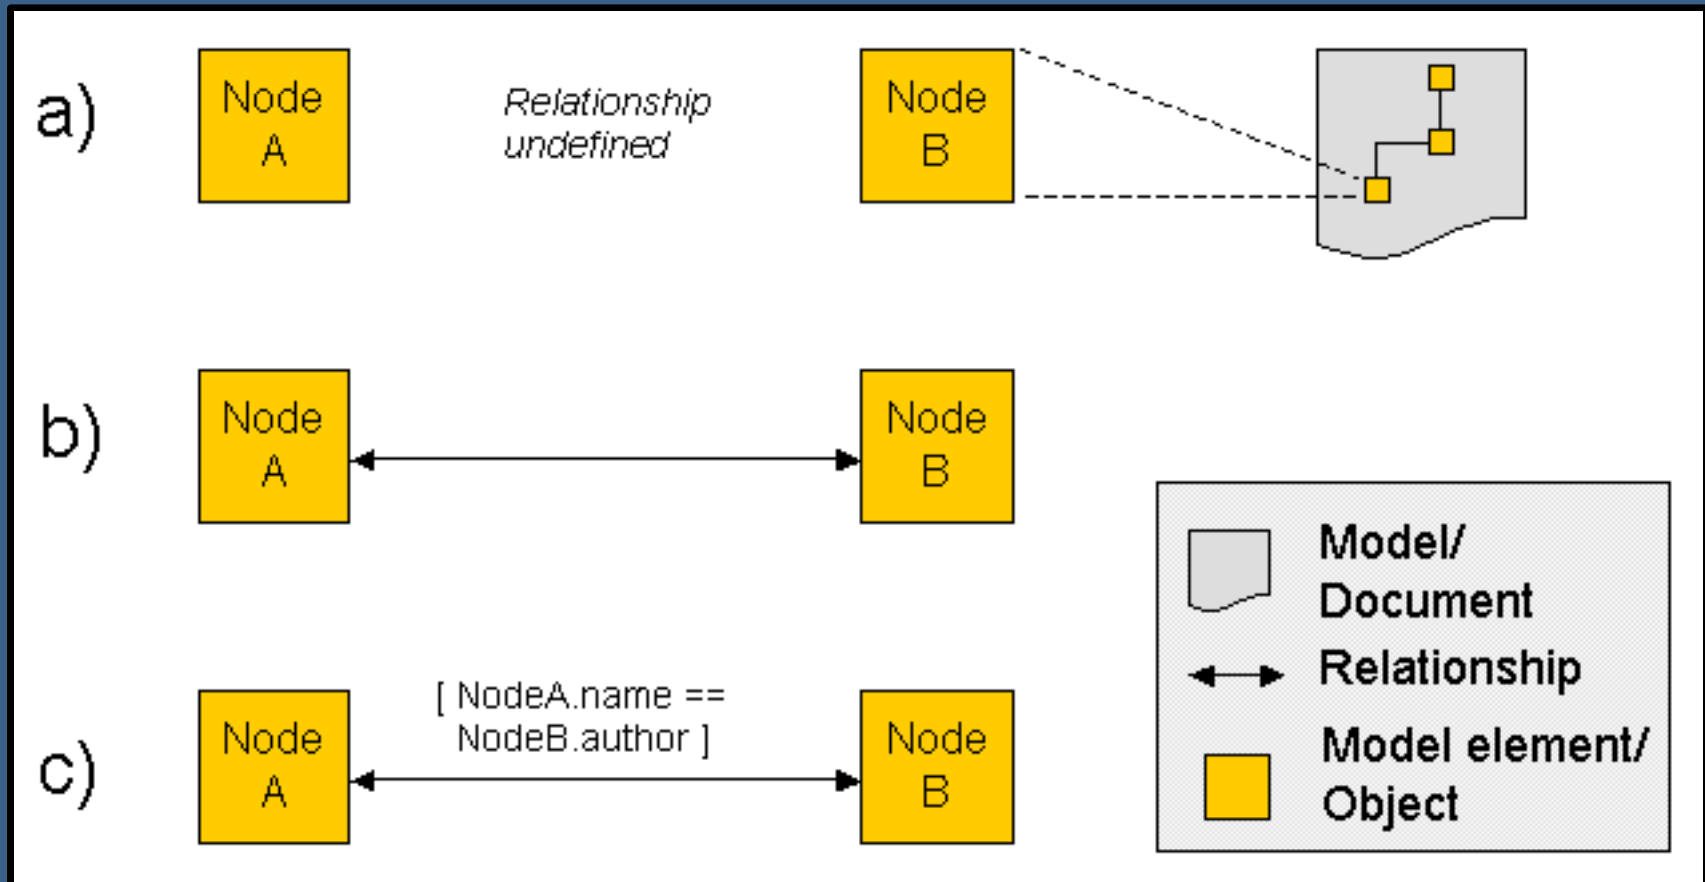 a)
Node
A
Relationship
undefined
Node
B
b)
Node
A
Node
B
c)
Node
A
[ NodeA.name ==
NodeB.author ]
Node
B
Model/
Document
Relationship
Model element/
Object